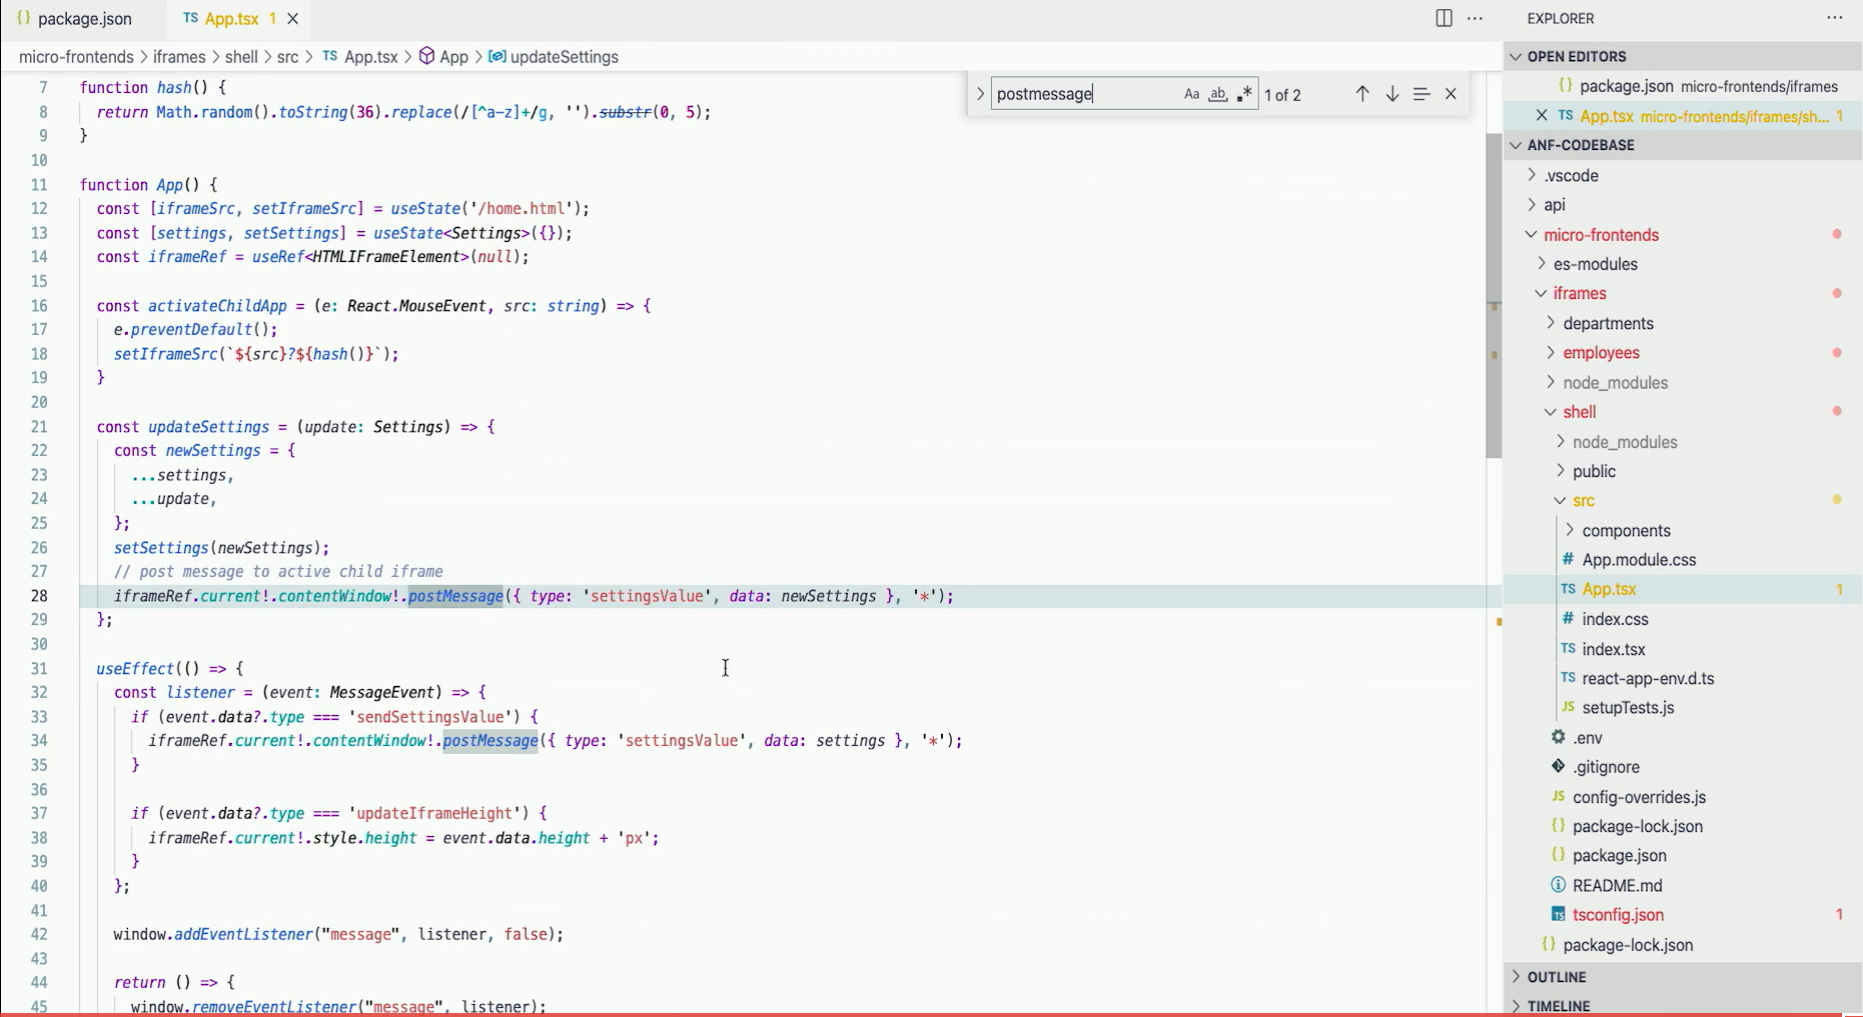 package.json
TS App.tsx 1
micro-frontends > iframes > shell > src > TS App.tsx > App > updateSettings
postmessage Aa ab 1 of 2
7 function hash() {
8 return Math.random().toString(36).replace(/[^a-z]+/g, '').substr(0, 5);
9 }
10
11 function App() {
12 const [iframeSrc, setIframeSrc] = useState('/home.html');
13 const [settings, setSettings] = useState<Settings>({});
14 const iframeRef = useRef<HTMLIFrameElement>(null);
15
16 const activateChildApp = (e: React.MouseEvent, src: string) => {
17 e.preventDefault();
18 setIframeSrc(`${src}?${hash()}`);
19 }
20
21 const updateSettings = (update: Settings) => {
22 const newSettings = {
23 ...settings,
24 ...update,
25 };
26 setSettings(newSettings);
27 // post message to active child iframe
28 iframeRef.current!.contentWindow!.postMessage({ type: 'settingsValue', data: newSettings }, '*');
29 };
30
31 useEffect(() => {
32 const listener = (event: MessageEvent) => {
33 if (event.data?.type === 'sendSettingsValue') {
34 iframeRef.current!.contentWindow!.postMessage({ type: 'settingsValue', data: settings }, '*');
35 }
36
37 if (event.data?.type === 'updateIframeHeight') {
38 iframeRef.current!.style.height = event.data.height + 'px';
39 }
40 };
41
42 window.addEventListener("message", listener, false);
43
44 return () => {
45 window.removeEventListener("message", listener);
EXPLORER
OPEN EDITORS
package.json micro-frontends/iframes
TS App.tsx micro-frontends/iframes/sh... 1
ANF-CODEBASE
.vscode
api
micro-frontends
es-modules
iframes
departments
employees
node_modules
shell
node_modules
public
src
components
# App.module.css
TS App.tsx 1
# index.css
TS index.tsx
TS react-app-env.d.ts
JS setupTests.js
.env
.gitignore
JS config-overrides.js
{} package-lock.json
{} package.json
README.md
TS tsconfig.json 1
{} package-lock.json
OUTLINE
TIMELINE